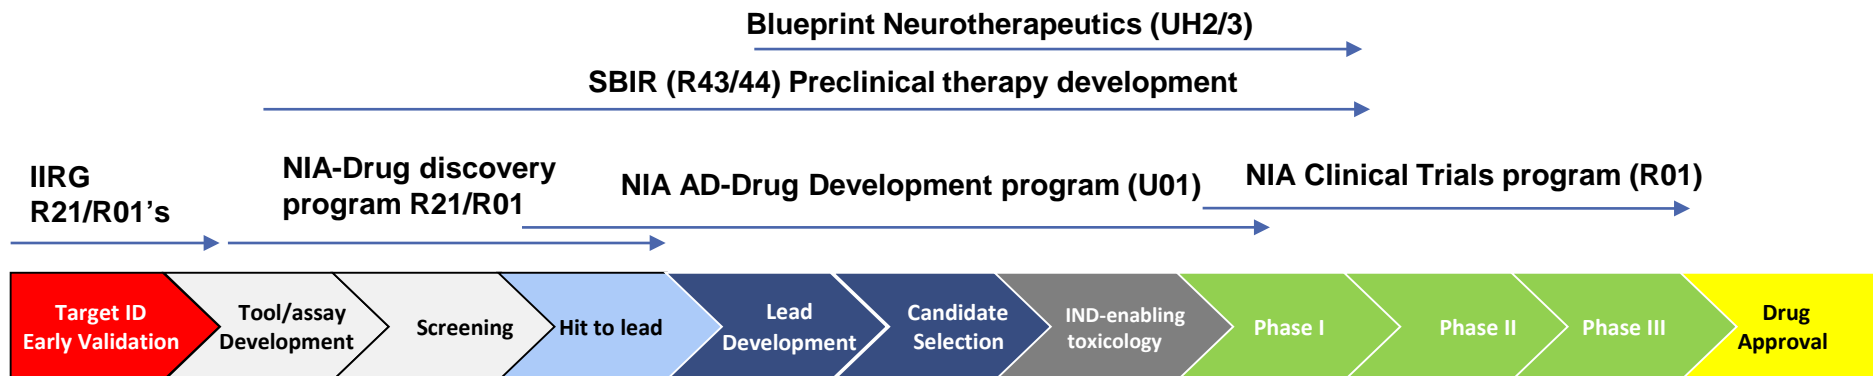 Blueprint Neurotherapeutics (UH2/3)
SBIR (R43/44) Preclinical therapy development
IIRG
R21/R01's
NIA-Drug discovery
program R21/R01
NIA AD-Drug Development program (U01)
NIA Clinical Trials program (R01)
Target ID
Early Validation
Tool/assay
Development
Screening
Hit to lead
Lead
Development
Candidate
Selection
IND-enabling
toxicology
Phase I
Phase II
Phase III
Drug
Approval